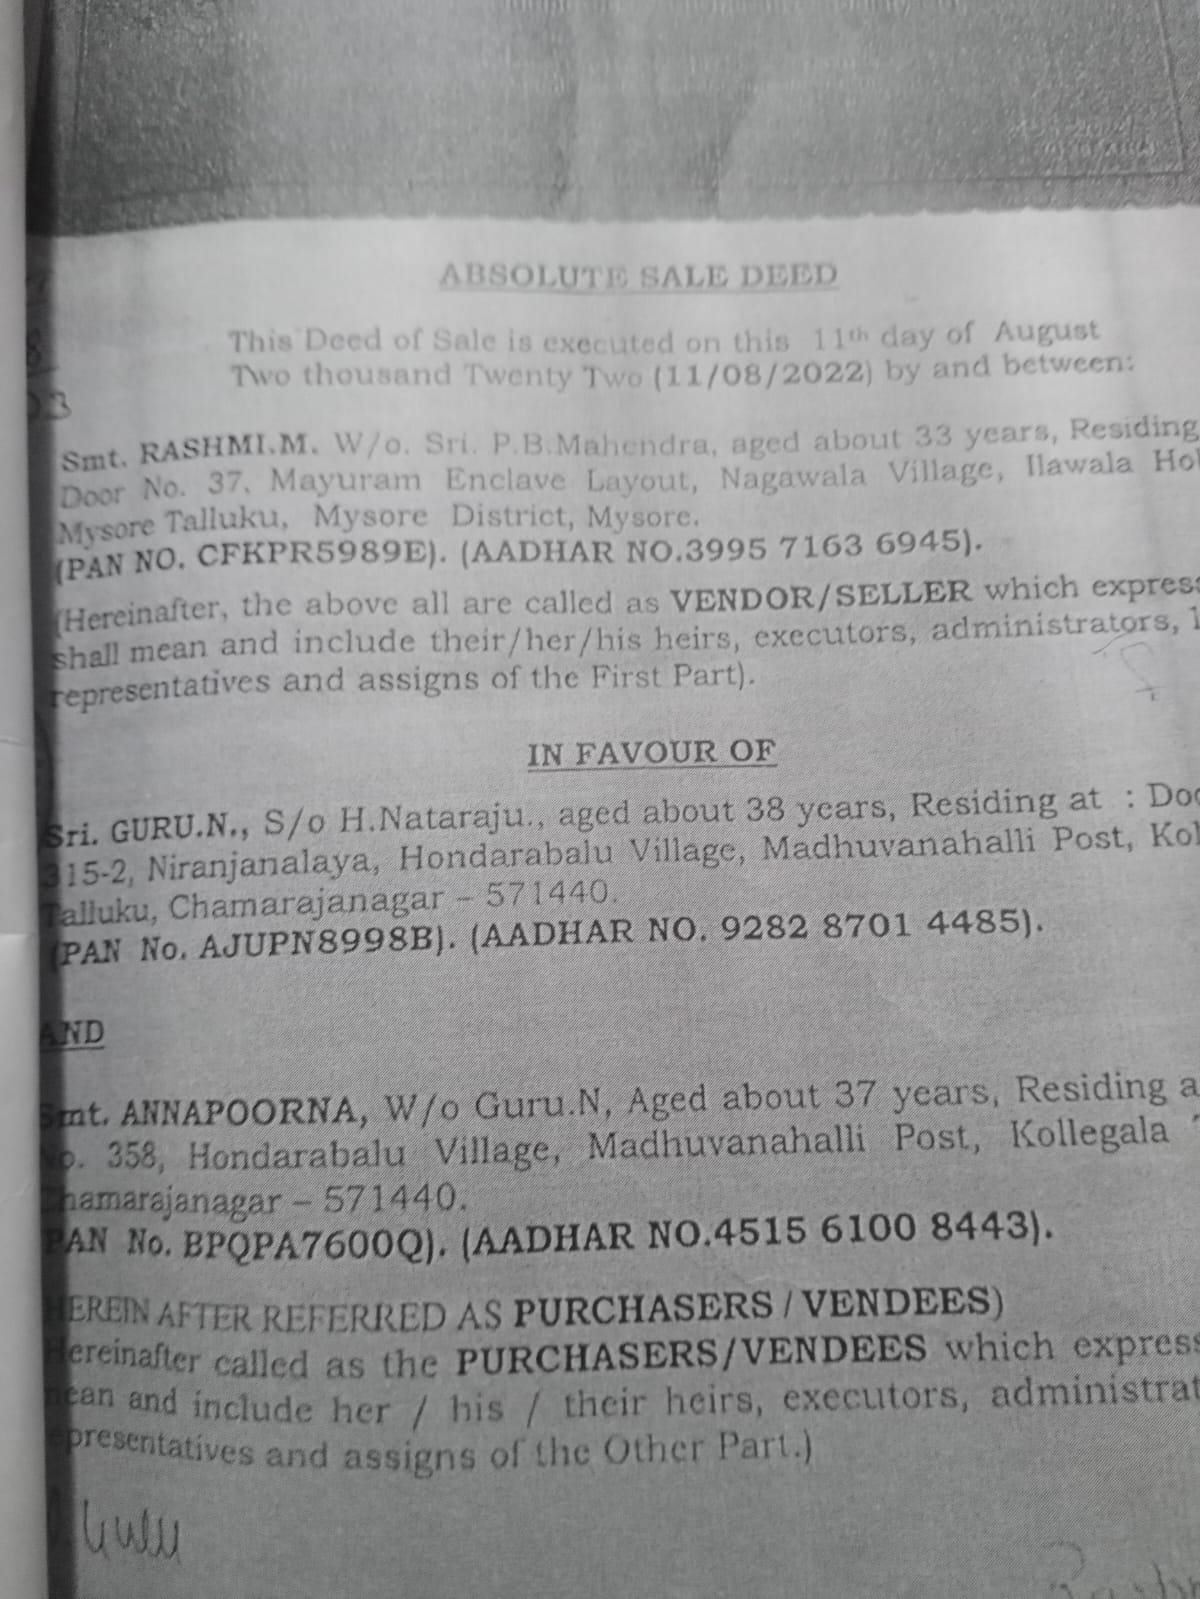 ABSOLUTE SALE DEED
This Deed of Sale is executed on this 11th day of August
Two thousand Twenty Two (11/08/2022) by and between:
Smt. RASHMI.M. W/o. Sri. P.B.Mahendra, aged about 33 years, Residing
Door No. 37, Mayuram Enclave Layout, Nagawala Village, Ilawala Hob
Mysore Talluku, Mysore District, Mysore.
(PAN NO. CFKPR5989E). (AADHAR NO.3995 7163 6945).
(Hereinafter, the above all are called as VENDOR/SELLER which express
shall mean and include their/her/his heirs, executors, administrators, l
representatives and assigns of the First Part).
IN FAVOUR OF
Sri. GURU.N., S/o H.Nataraju., aged about 38 years, Residing at : Doo
315-2, Niranjanalaya, Hondarabalu Village, Madhuvanahalli Post, Kol
Talluku, Chamarajanagar – 571440.
(PAN No. AJUPN8998B). (AADHAR NO. 9282 8701 4485).
AND
Smt. ANNAPOORNA, W/o Guru.N, Aged about 37 years, Residing a
No. 358, Hondarabalu Village, Madhuvanahalli Post, Kollegala
Chamarajanagar – 571440.
PAN No. BPQPA7600Q). (AADHAR NO.4515 6100 8443).
HEREIN AFTER REFERRED AS PURCHASERS / VENDEES)
Hereinafter called as the PURCHASERS/VENDEES which express
mean and include her / his / their heirs, executors, administrat
epresentatives and assigns of the Other Part.)